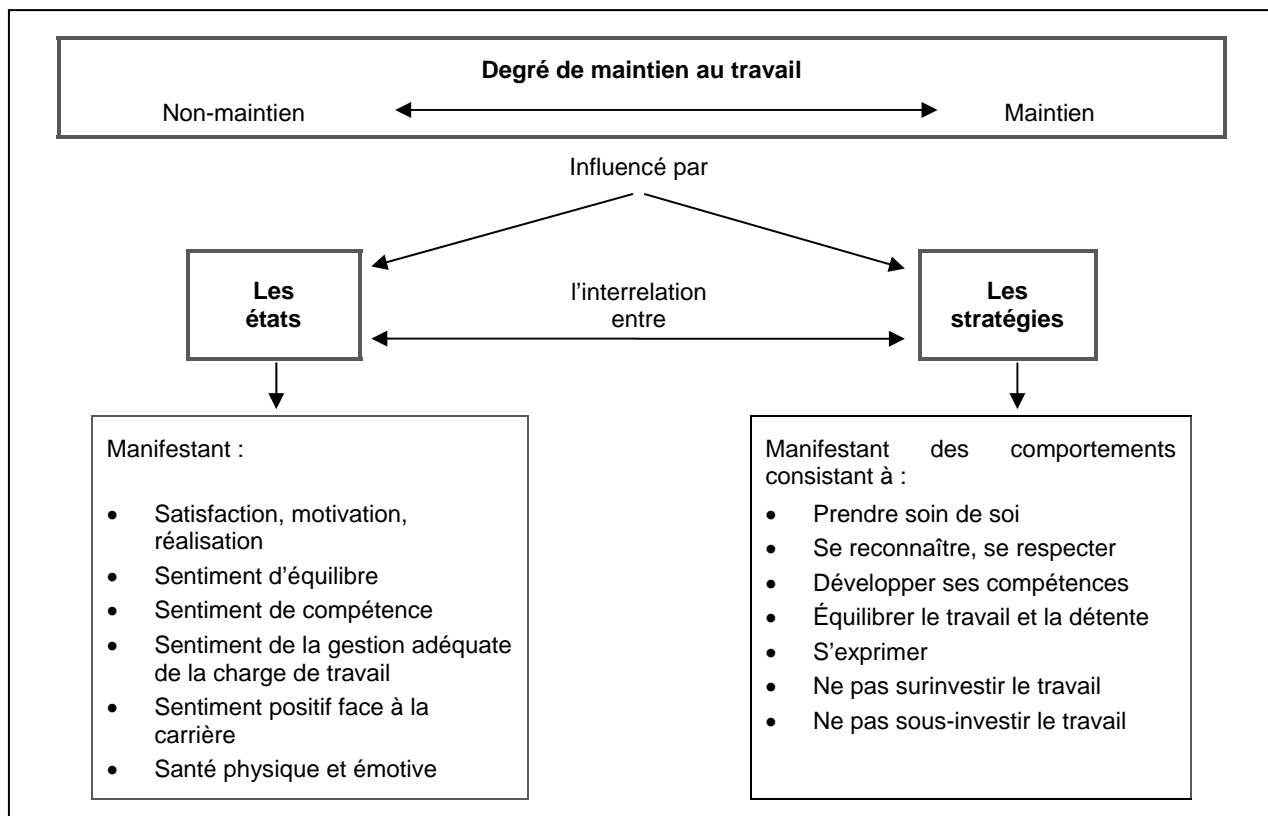 Degré de maintien au travail
Non-maintien
Maintien
Influencé par
Les
états
l'interrelation
entre
Les
stratégies
Manifestant :
• Satisfaction, motivation,
réalisation
• Sentiment d'équilibre
• Sentiment de compétence
• Sentiment de la gestion adéquate
de la charge de travail
• Sentiment positif face à la
carrière
• Santé physique et émotive
Manifestant des comportements
consistant à :
• Prendre soin de soi
• Se reconnaître, se respecter
• Développer ses compétences
• Équilibrer le travail et la détente
• S'exprimer
• Ne pas surinvestir le travail
• Ne pas sous-investir le travail